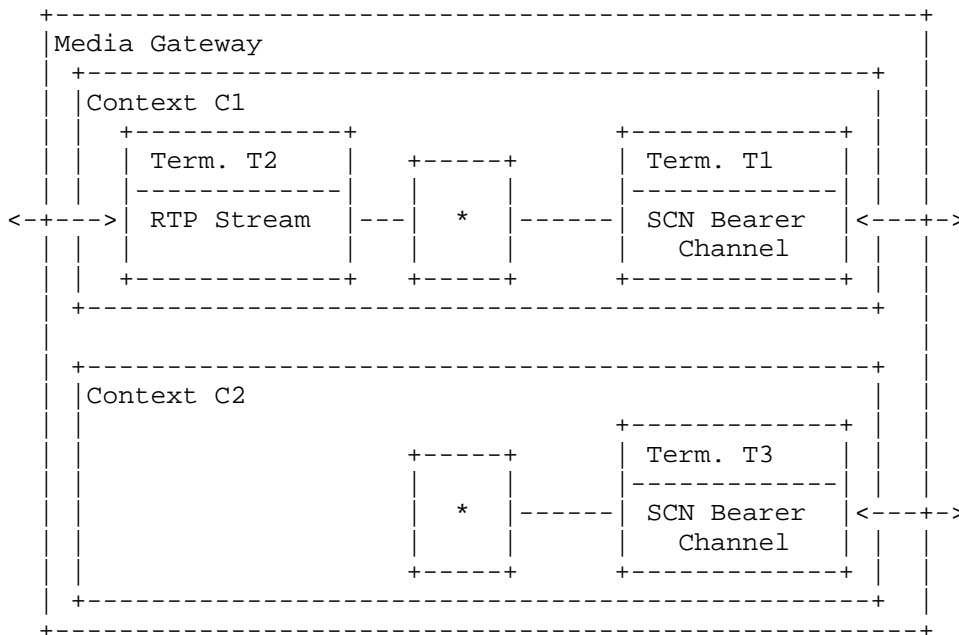 Media Gateway
Context C1
Term. T2 Term. T1
RTP Stream * SCN Bearer
Channel
Context C2
Term. T3
* SCN Bearer
Channel